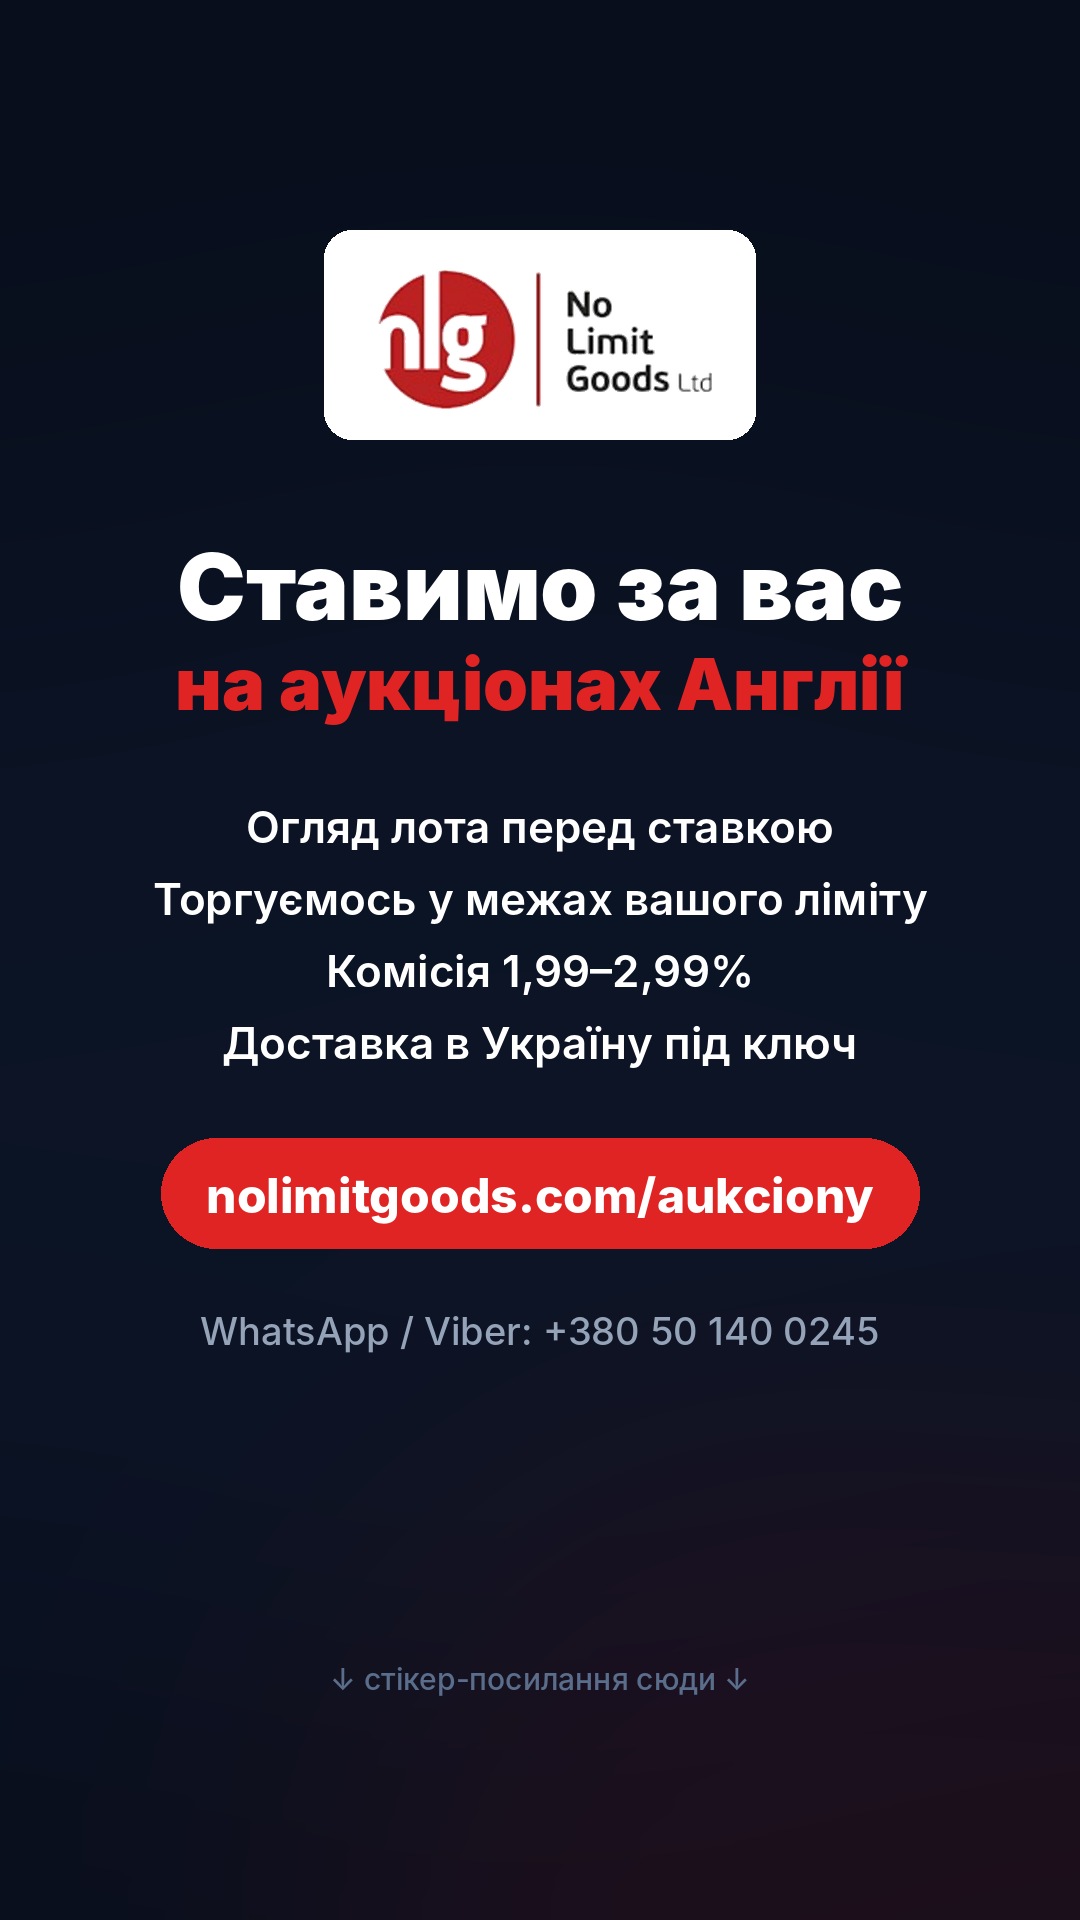 nlg
No
Limit
Goods Ltd
Ставимо за вас
на аукціонах Англії
Огляд лота перед ставкою
Торгуємось у межах вашого ліміту
Комісія 1,99–2,99%
Доставка в Україну під ключ
nolimitgoods.com/aukciony
WhatsApp / Viber: +380 50 140 0245
↓ стікер-посилання сюди ↓